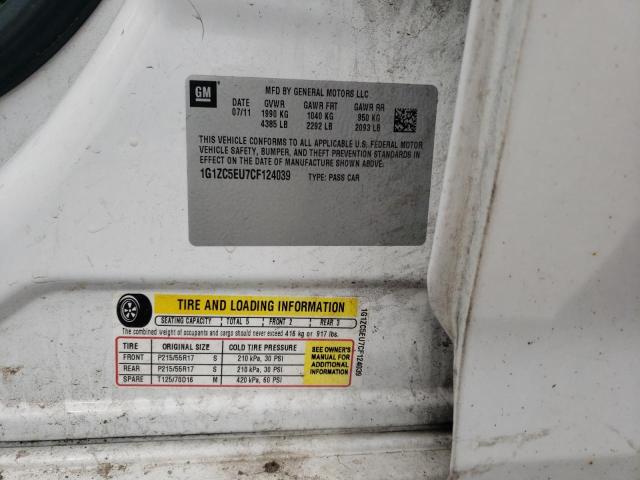 GM
MFD BY GENERAL MOTORS LLC
DATE GVWR GAWR FRT GAWR RR
07/11 1990 KG 1040 KG 950 KG
4385 LB 2292 LB 2093 LB
THIS VEHICLE CONFORMS TO ALL APPLICABLE U.S. FEDERAL MOTOR
VEHICLE SAFETY, BUMPER, AND THEFT PREVENTION STANDARDS IN
EFFECT ON THE DATE OF MANUFACTURE SHOWN ABOVE.
1G1ZC5EU7CF124039 TYPE: PASS CAR
TIRE AND LOADING INFORMATION
SEATING CAPACITY TOTAL 5 FRONT 2 REAR 3
The combined weight of occupants and cargo should never exceed 416 kg or 917 lbs.
TIRE SIZE COLD TIRE PRESSURE
FRONT P215/55R17 S 210 kPa, 30 PSI
REAR P215/55R17 S 210 kPa, 30 PSI
SPARE T125/70D16 M 420 kPa, 60 PSI
SEE OWNER'S
MANUAL FOR
ADDITIONAL
INFORMATION
1G1ZC5EU7CF124039